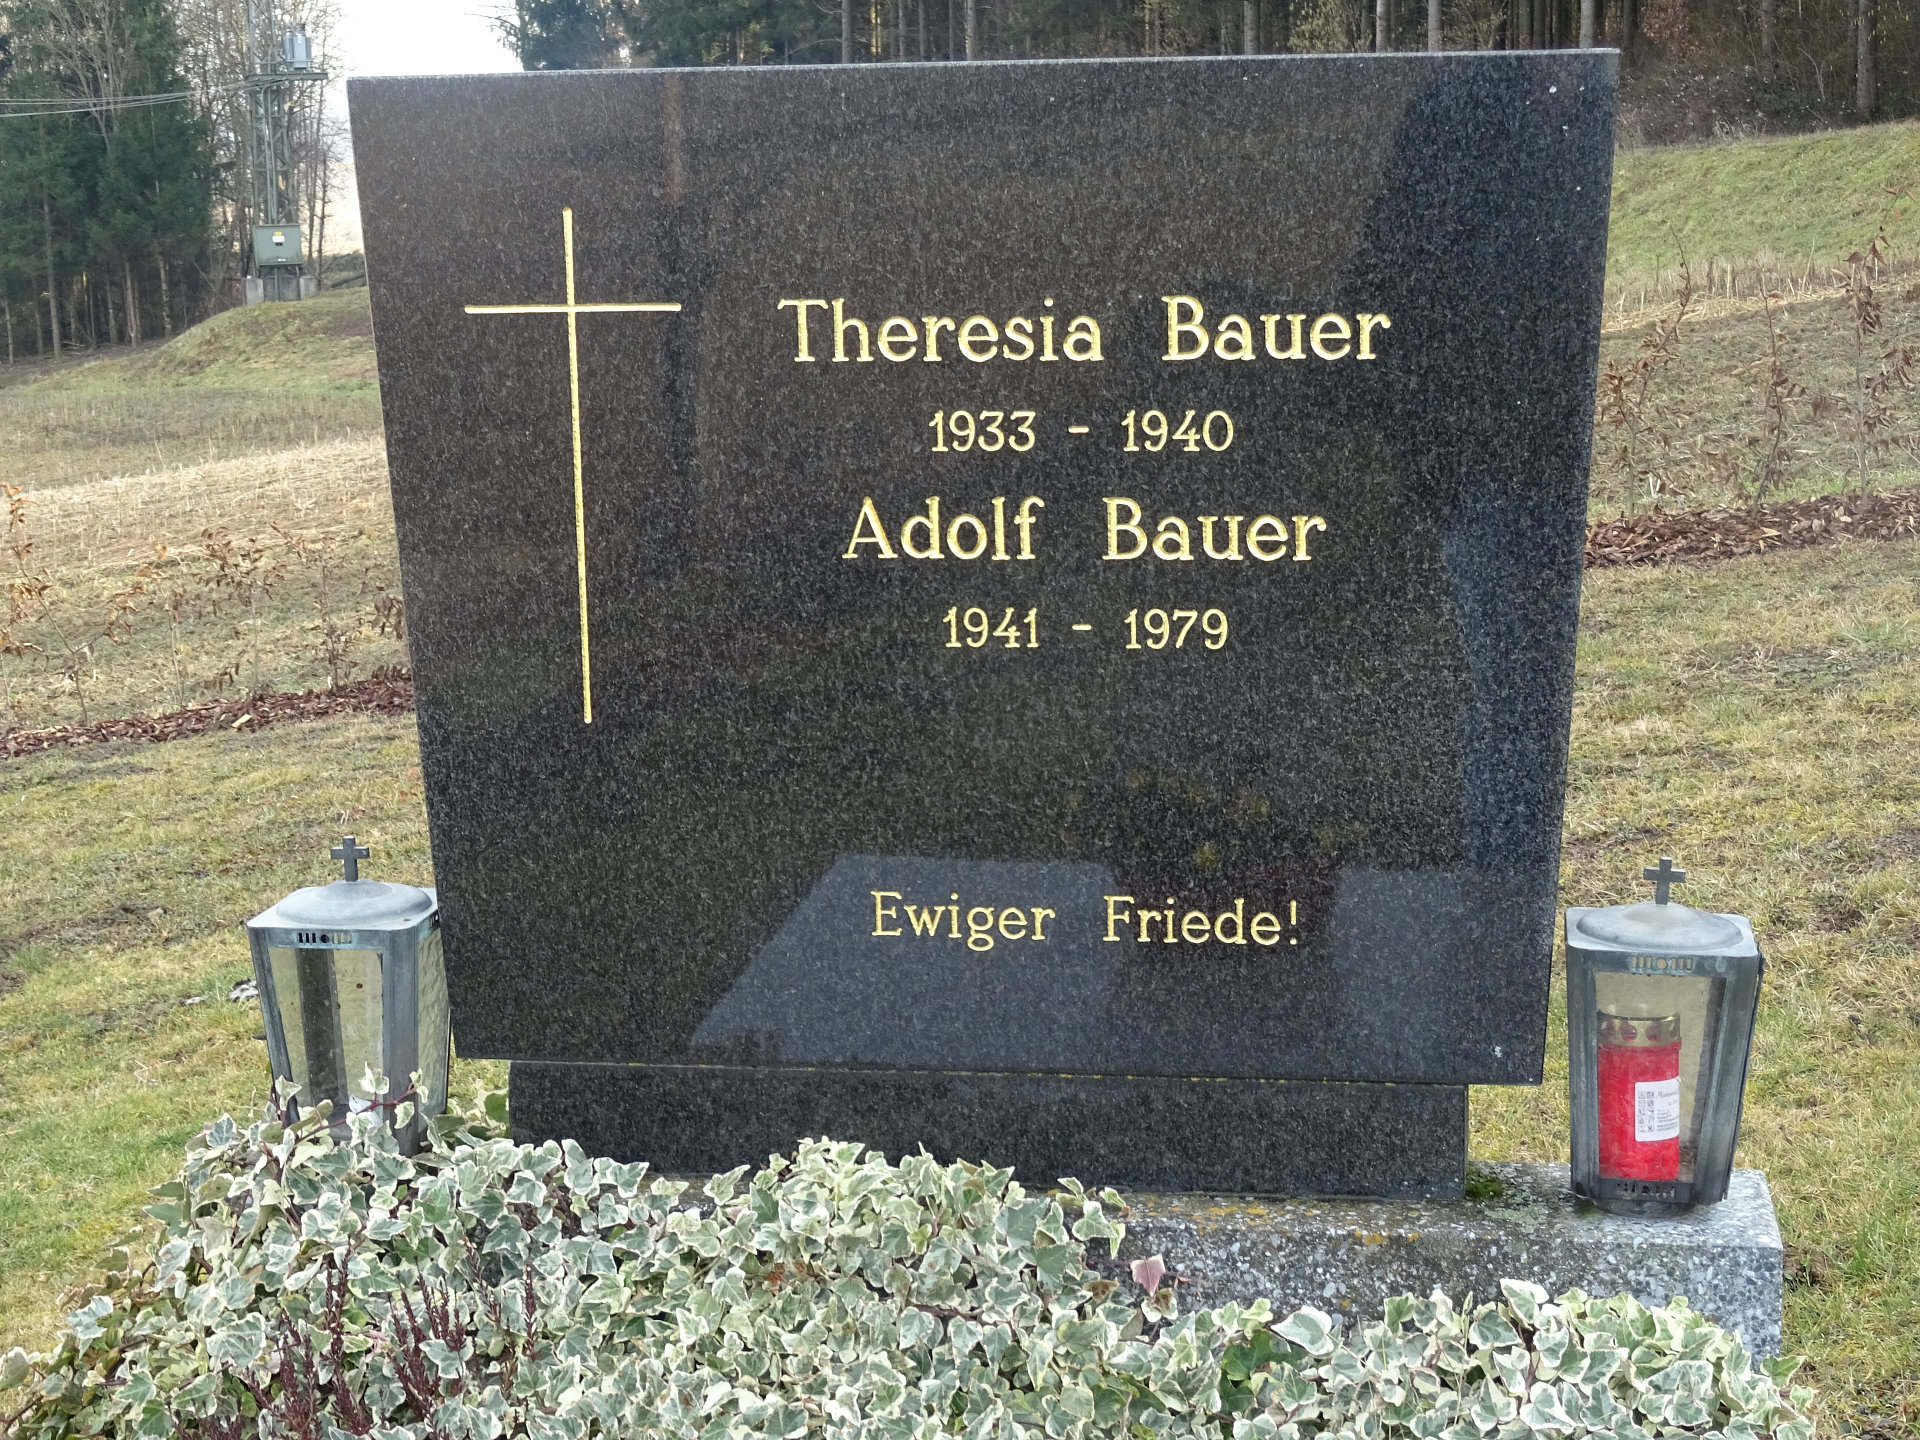 Theresia Bauer
1933 - 1940
Adolf Bauer
1941 - 1979
Ewiger Friede!